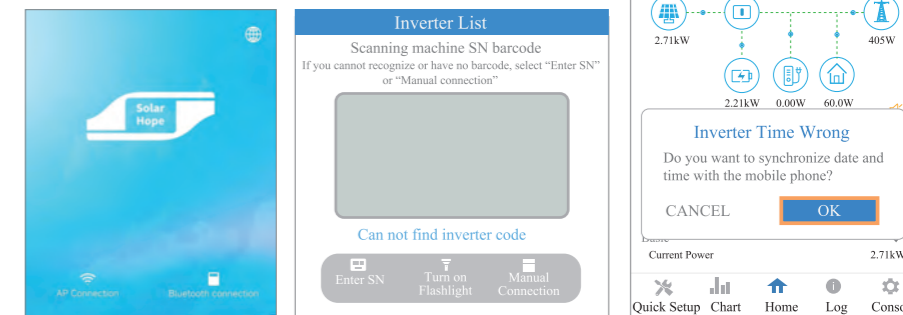 Solar
Hope
AP Connection
Bluetooth connection
Inverter List
Scanning machine SN barcode
If you cannot recognize or have no barcode, select “Enter SN”
or “Manual connection”
Can not find inverter code
Enter SN
Turn on
Flashlight
Manual
Connection
2.71kW
405W
2.21kW
0.00W
60.0W
Inverter Time Wrong
Do you want to synchronize date and
time with the mobile phone?
CANCEL
OK
Current Power
2.71kW
Quick Setup
Chart
Home
Log